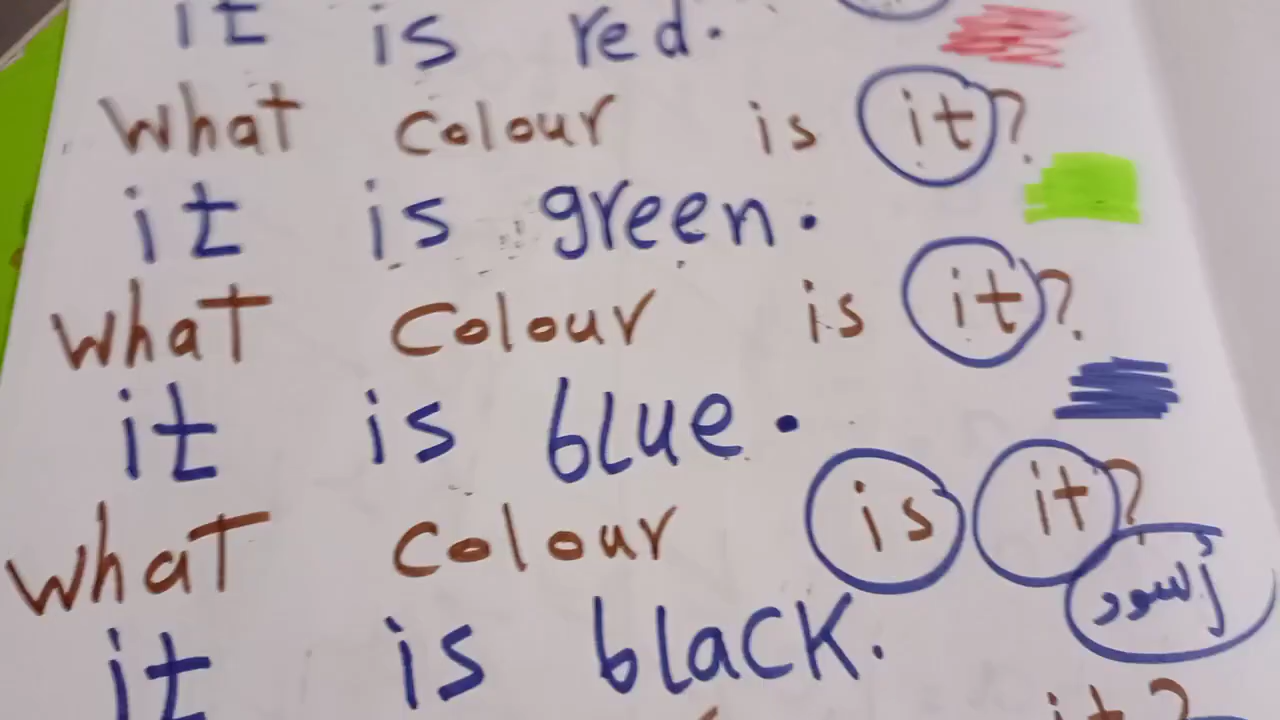 it is red.
What colour is it?
it is green.
What colour is it?
it is blue.
What colour is it?
أسود
it is black.
it?